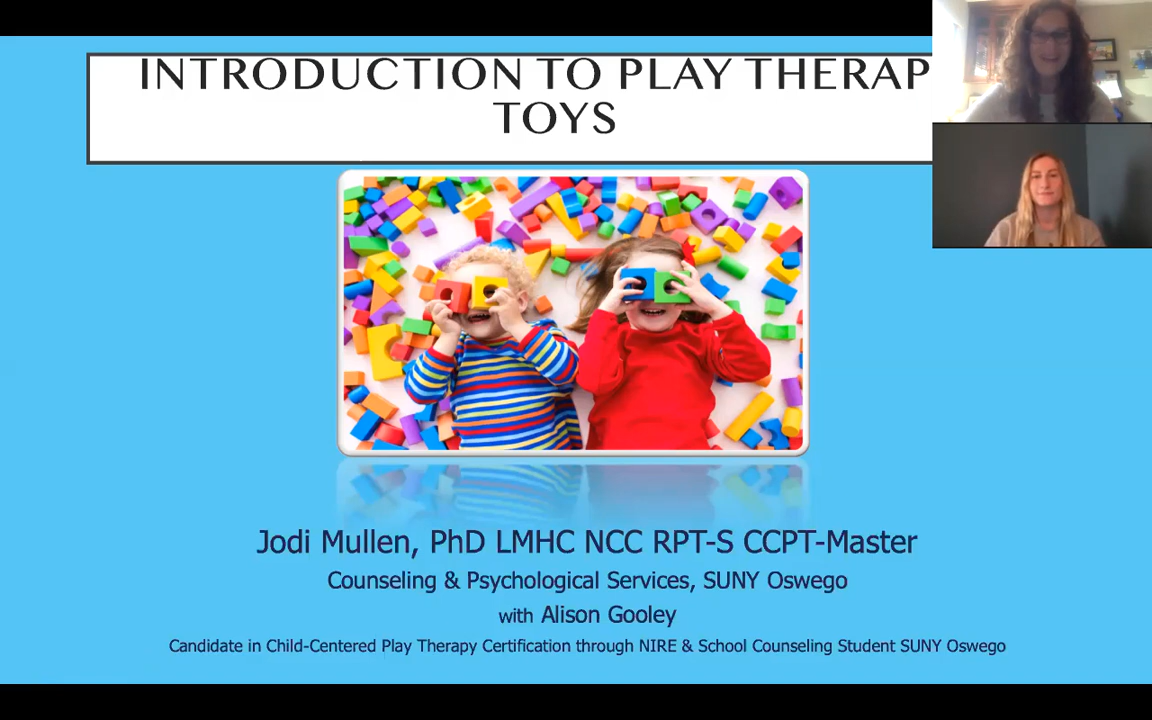 INTRODUCTION TO PLAY THERAP
TOYS
Jodi Mullen, PhD LMHC NCC RPT-S CCPT-Master
Counseling & Psychological Services, SUNY Oswego
with Alison Gooley
Candidate in Child-Centered Play Therapy Certification through NIRE & School Counseling Student SUNY Oswego